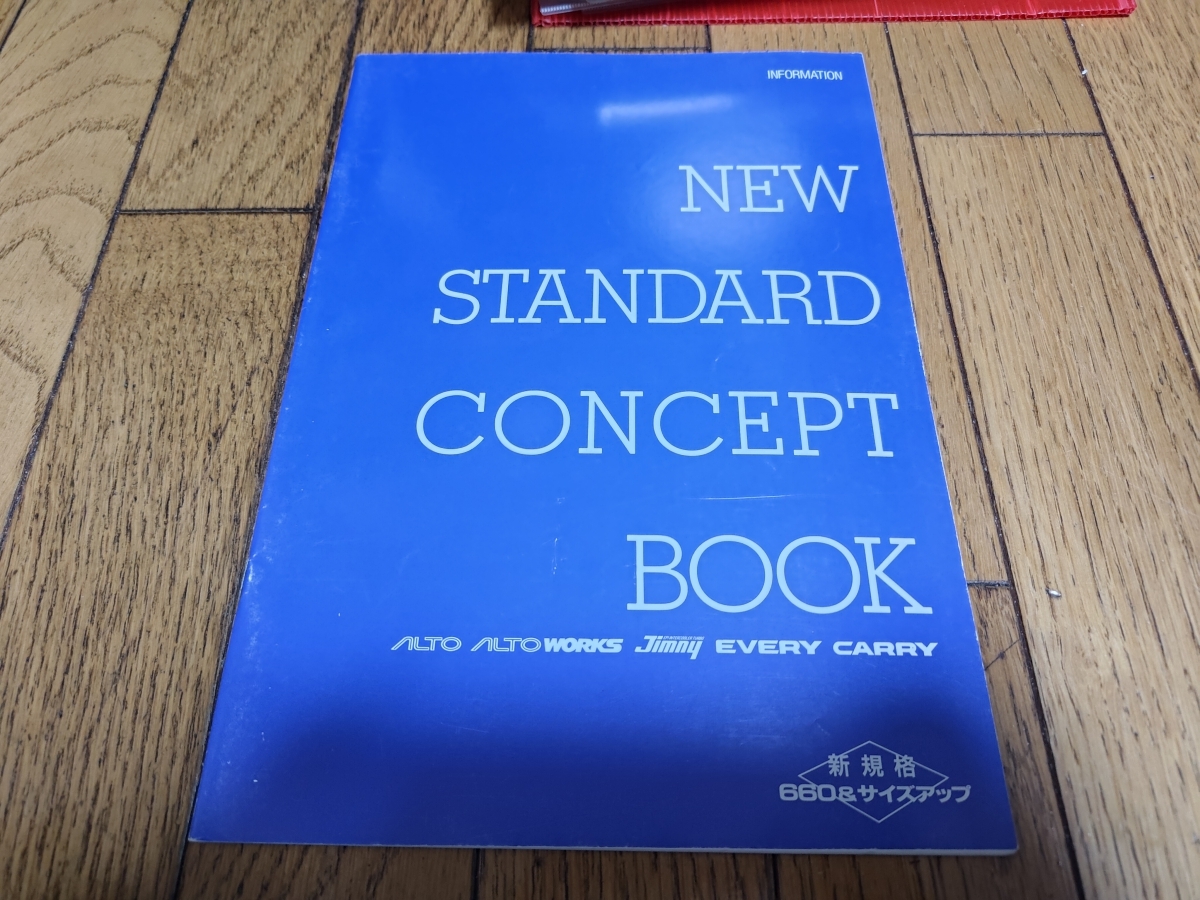 INFORMATION
NEW
STANDARD
CONCEPT
BOOK
ALTO ALTO WORKS Jimny EVERY CARRY
新規格
660&サイズアップ